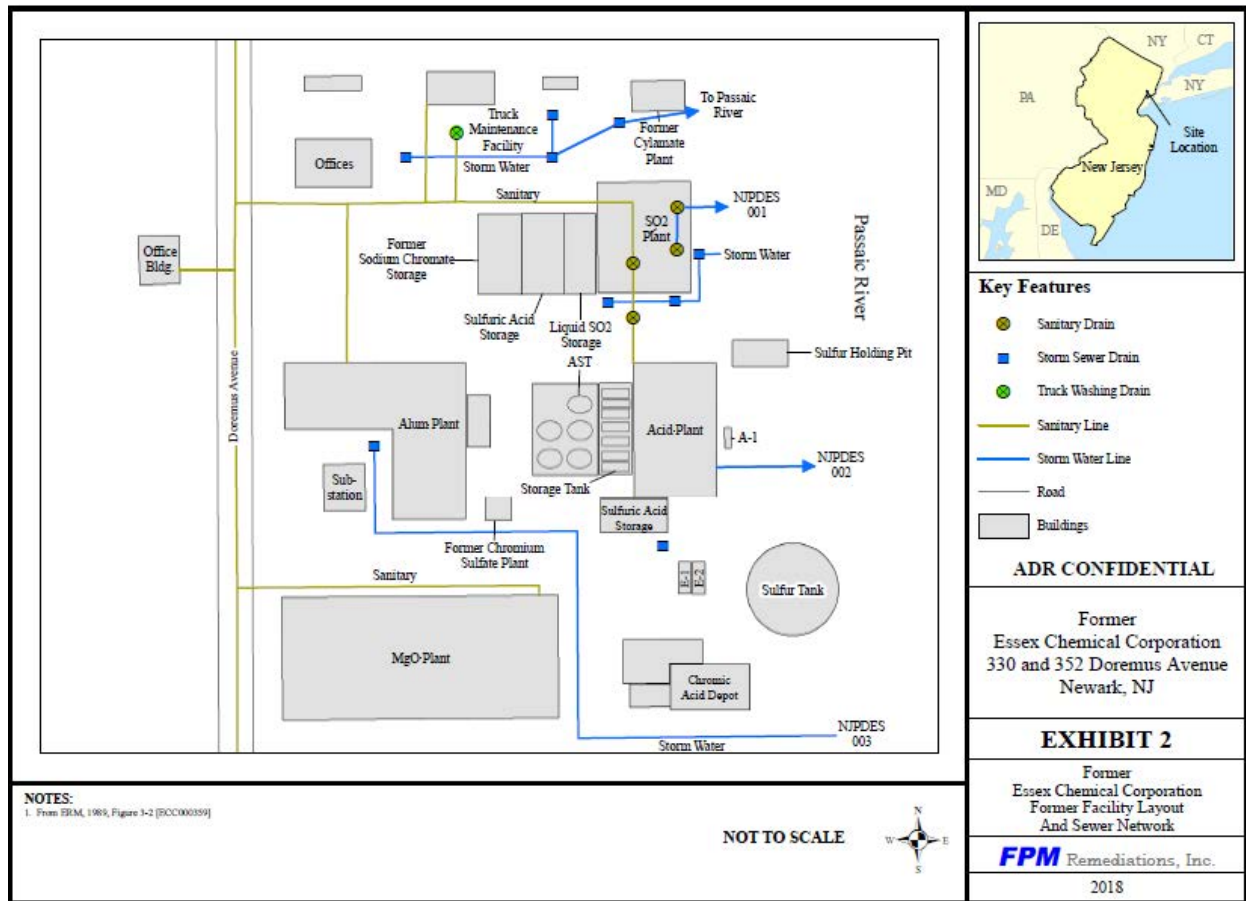 Truck
Maintenance
Facility
Former
Cylamate
Plant
To Passaic
River
Offices
Storm Water
Sanitary
Office
Bldg.
Former
Sodium Chromate
Storage
SO2
Plant
NJPDES
001
Storm Water
Passaic River
Sulfuric Acid
Storage
Liquid SO2
Storage
AST
Sulfur Holding Pit
Doremus Avenue
Alum Plant
Acid Plant
A-1
NJPDES
002
Sub-
station
Storage Tank
Sulfuric Acid
Storage
Former Chromium
Sulfate Plant
E-1
E-2
Sulfur Tank
Sanitary
MgO Plant
Chromic
Acid Depot
NJPDES
003
Storm Water
NOTES:
1. From ERM, 1989, Figure 3-2 [ECC000359]
NOT TO SCALE
N
W
E
S
NY
CT
PA
NY
Site
Location
New Jersey
MD
DE
Key Features
Sanitary Drain
Storm Sewer Drain
Truck Washing Drain
Sanitary Line
Storm Water Line
Road
Buildings
ADR CONFIDENTIAL
Former
Essex Chemical Corporation
330 and 352 Doremus Avenue
Newark, NJ
EXHIBIT 2
Former
Essex Chemical Corporation
Former Facility Layout
And Sewer Network
FPM Remediations, Inc.
2018